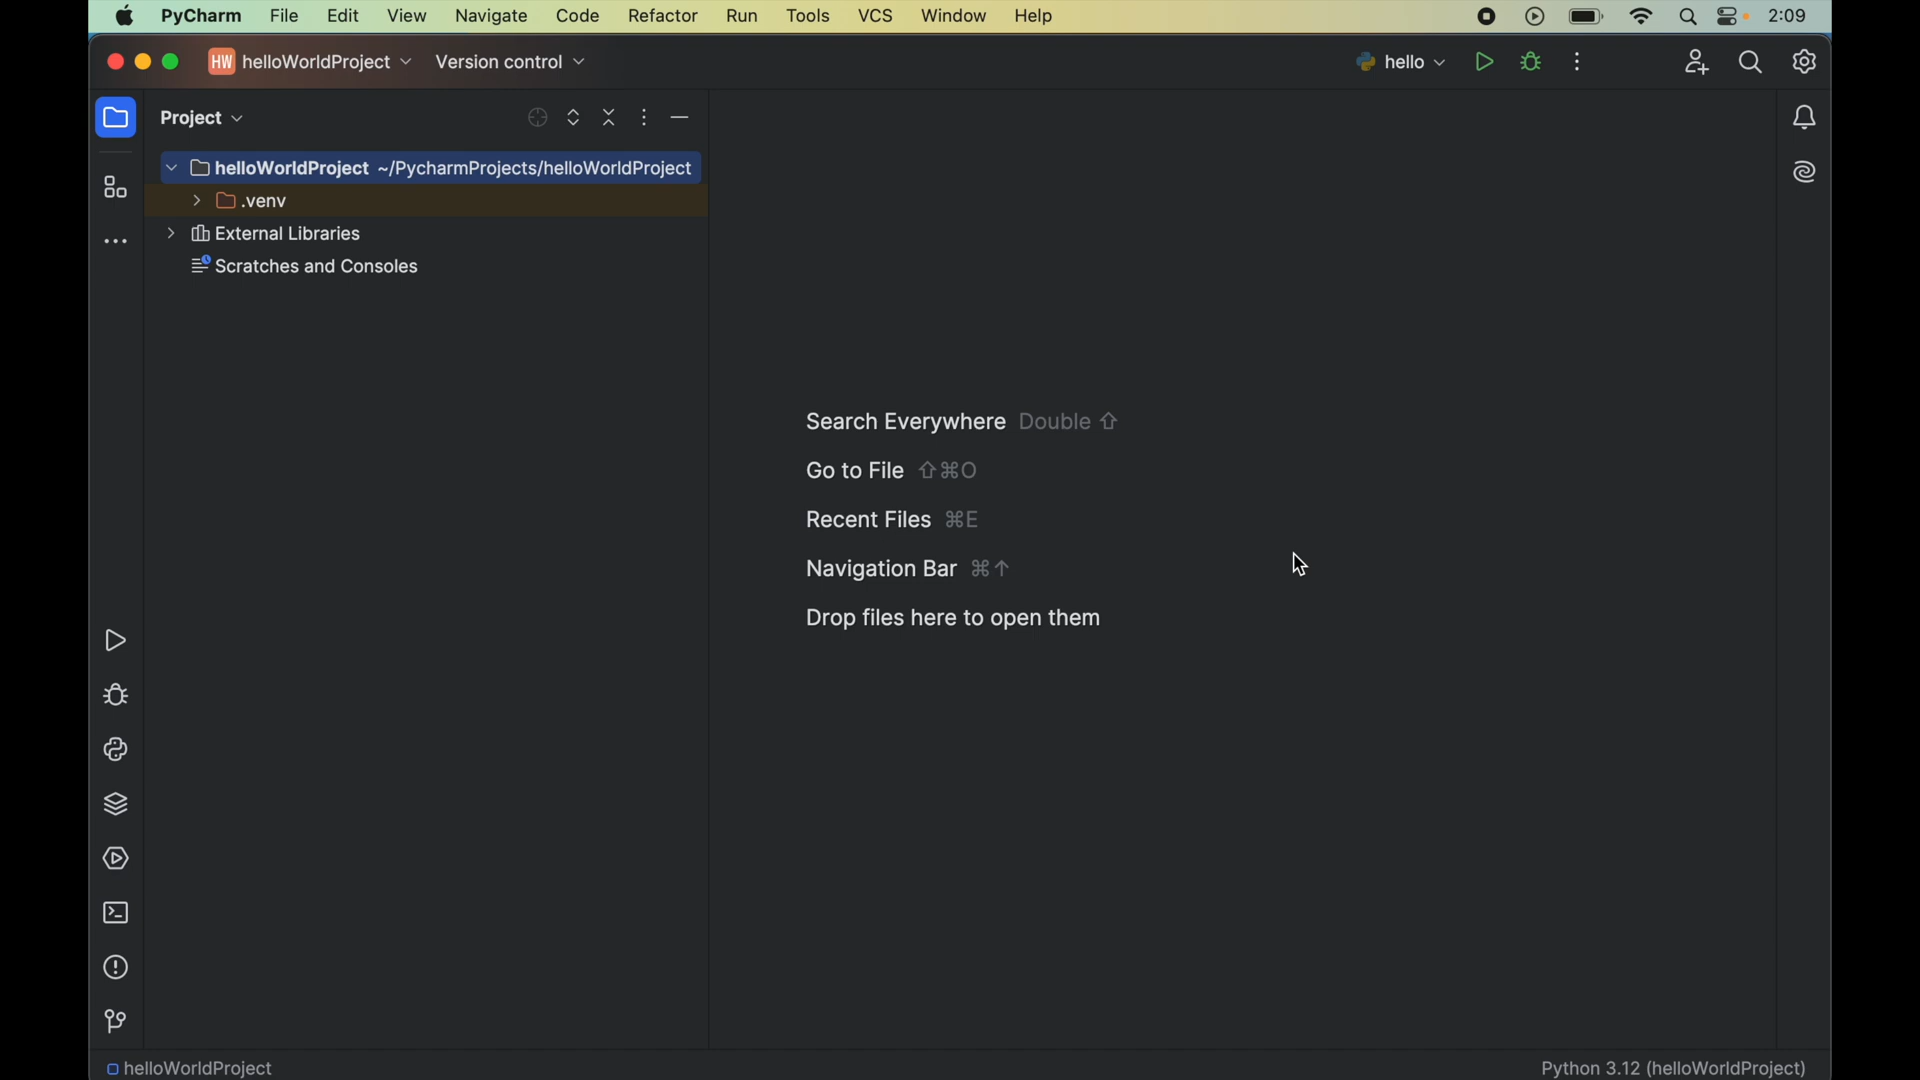 PyCharm File Edit View Navigate Code Refactor Run Tools VCS Window Help 2:09
HW helloWorldProject Version control hello
Project
helloWorldProject ~/PycharmProjects/helloWorldProject
.venv
External Libraries
Scratches and Consoles
Search Everywhere Double ⇧
Go to File ⇧⌘O
Recent Files ⌘E
Navigation Bar ⌘↑
Drop files here to open them
helloWorldProject Python 3.12 (helloWorldProject)